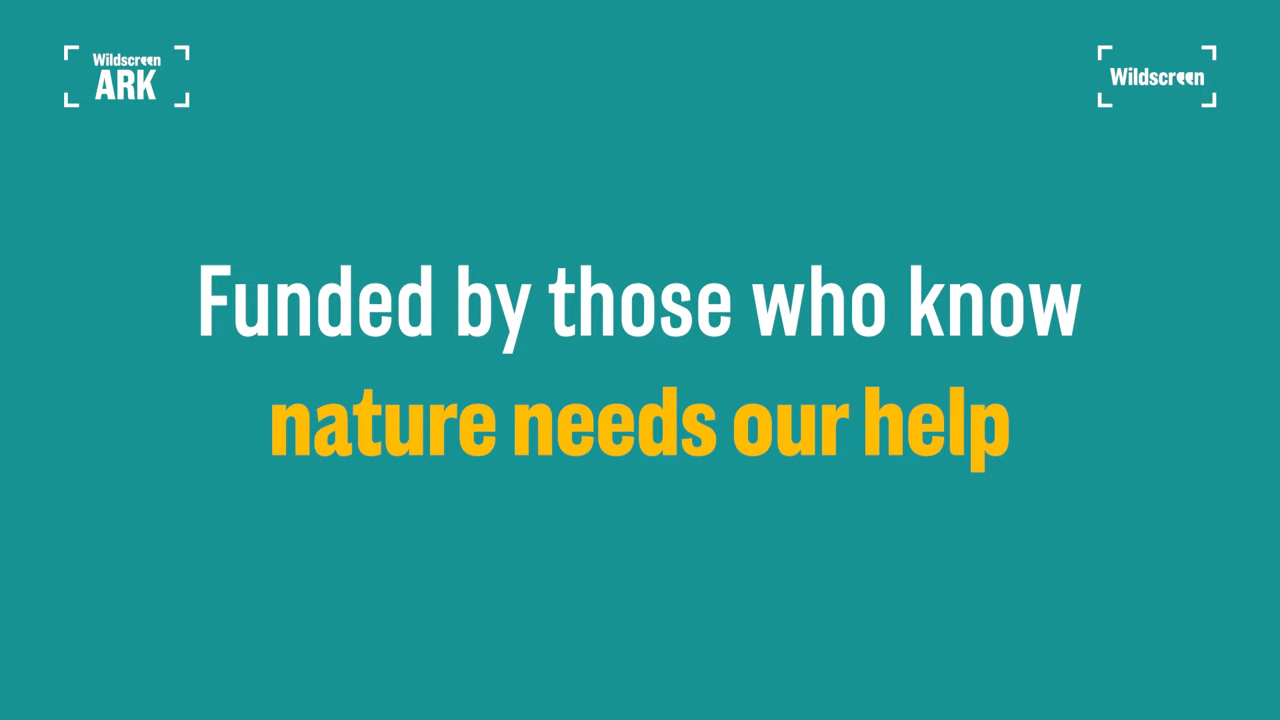 Wildscreen
ARK
Wildscreen
Funded by those who know
nature needs our help